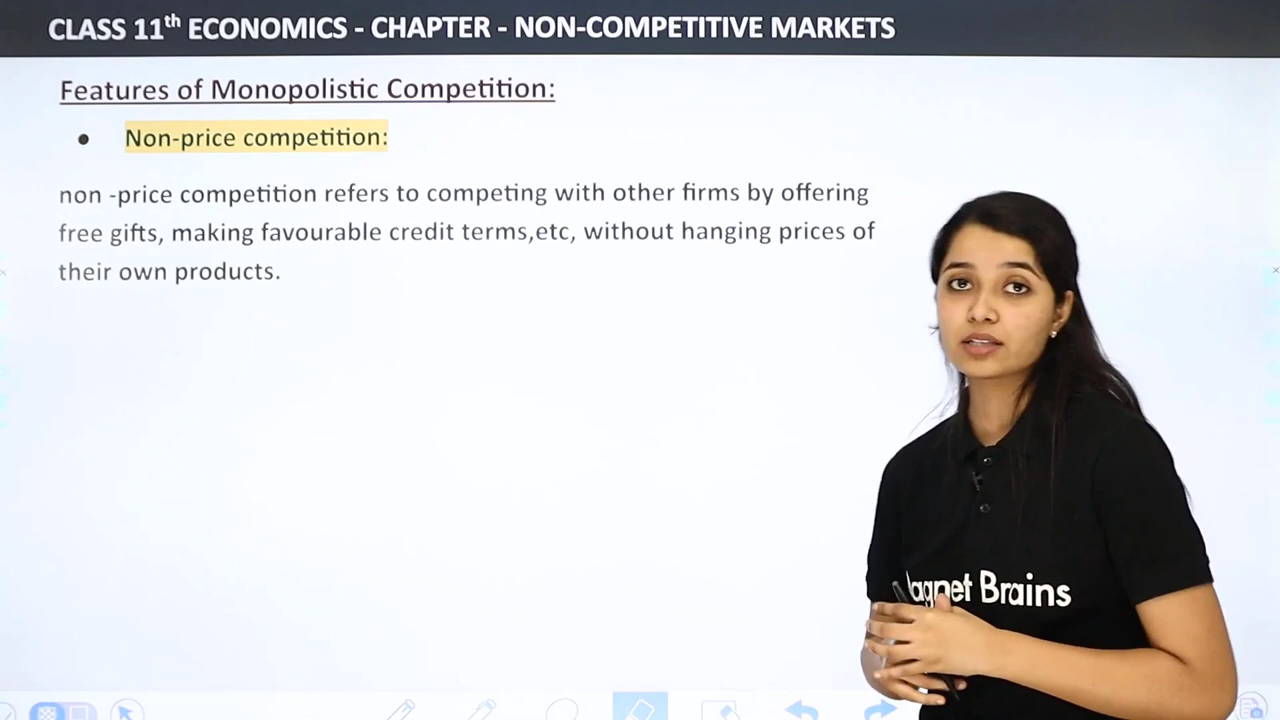 CLASS 11th ECONOMICS - CHAPTER - NON-COMPETITIVE MARKETS
Features of Monopolistic Competition:
● Non-price competition:
non -price competition refers to competing with other firms by offering
free gifts, making favourable credit terms,etc, without hanging prices of
their own products.
agnet Brains